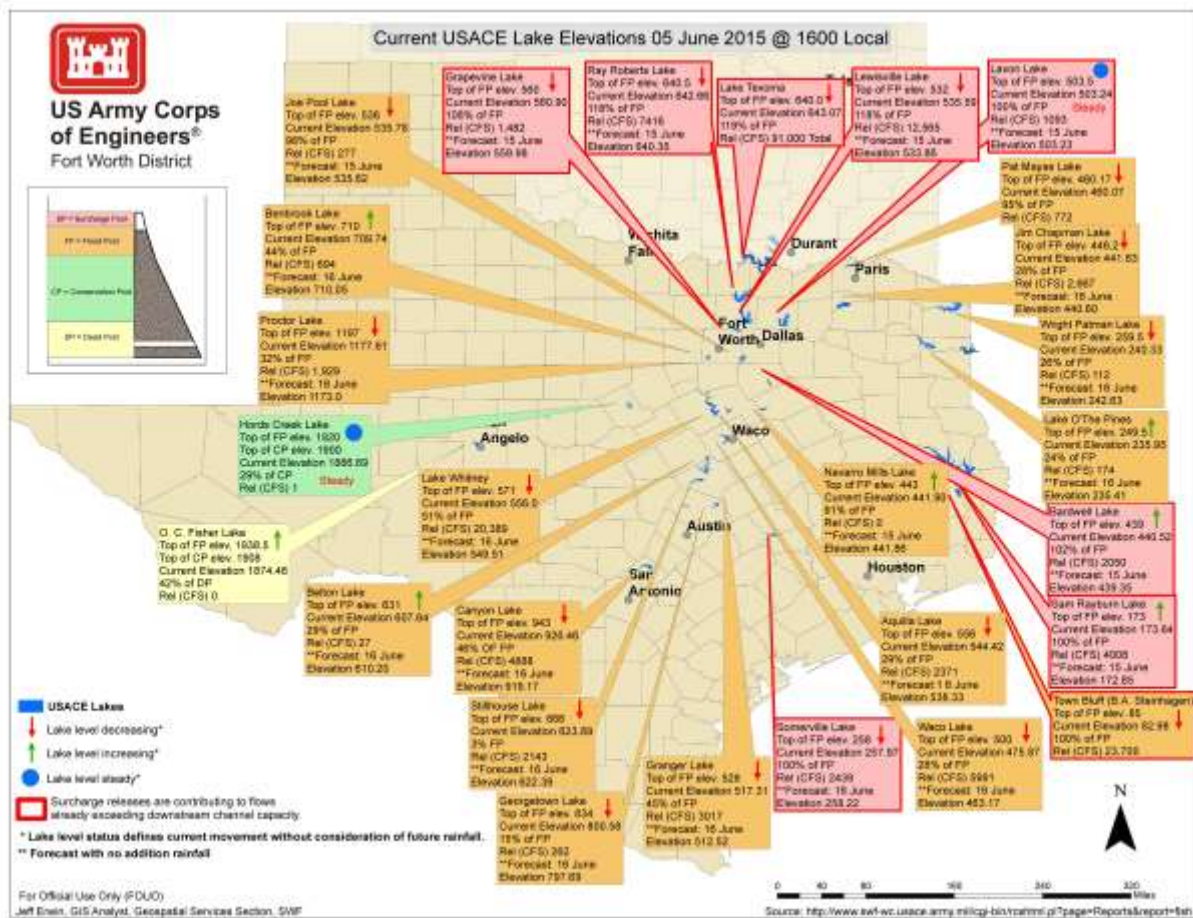 Current USACE Lake Elevations 05 June 2015 @ 1600 Local
US Army Corps
of Engineers®
Fort Worth District
SP = Surcharge Pool
FP = Flood Pool
CP = Conservation Pool
Joe Pool Lake
Top of FP elev. 536
Current Elevation 535.78
96% of FP
Rel (CFS) 277
**Forecast: 15 June
Elevation 535.62
Grapevine Lake
Top of FP elev. 560
Current Elevation 560.90
106% of FP
Rel (CFS) 1,482
**Forecast: 15 June
Elevation 559.98
Ray Roberts Lake
Top of FP elev. 640.5
Current Elevation 642.66
118% of FP
Rel (CFS) 7416
**Forecast: 15 June
Elevation 640.35
Lake Texoma
Top of FP elev. 640.0
Current Elevation 643.07
119% of FP
Rel (CFS) 91,000 Total
Lewisville Lake
Top of FP elev. 532
Current Elevation 535.59
118% of FP
Rel (CFS) 12,565
**Forecast: 15 June
Elevation 533.86
Lavon Lake
Top of FP elev. 503.5
Current Elevation 503.24
100% of FP
Steady
Rel (CFS) 1093
**Forecast: 15 June
Elevation 503.23
Pat Mayse Lake
Top of FP elev. 460.17
Current Elevation 460.07
95% of FP
Rel (CFS) 772
Jim Chapman Lake
Top of FP elev. 446.2
Current Elevation 441.63
28% of FP
Rel (CFS) 2,867
**Forecast: 16 June
Elevation 440.60
Benbrook Lake
Top of FP elev. 710
Current Elevation 709.74
44% of FP
Rel (CFS) 694
**Forecast: 16 June
Elevation 710.05
Wright Patman Lake
Top of FP elev. 259.5
Current Elevation 240.33
26% of FP
Rel (CFS) 112
**Forecast: 16 June
Elevation 242.63
Proctor Lake
Top of FP elev. 1197
Current Elevation 1177.61
32% of FP
Rel (CFS) 1,929
**Forecast: 16 June
Elevation 1173.0
Lake O'The Pines
Top of FP elev. 249.5
Current Elevation 235.95
24% of FP
Rel (CFS) 174
**Forecast: 16 June
Elevation 235.41
Hords Creek Lake
Top of FP elev. 1920
Top of CP elev. 1900
Current Elevation 1886.69
29% of CP
Steady
Rel (CFS) 1
Lake Whitney
Top of FP elev. 571
Current Elevation 556.0
51% of FP
Rel (CFS) 20,389
**Forecast: 16 June
Elevation 549.51
Navarro Mills Lake
Top of FP elev. 443
Current Elevation 441.90
91% of FP
Rel (CFS) 0
**Forecast: 15 June
Elevation 441.86
Bardwell Lake
Top of FP elev. 439
Current Elevation 440.52
102% of FP
Rel (CFS) 2050
**Forecast: 15 June
Elevation 439.35
O. C. Fisher Lake
Top of FP elev. 1938.5
Top of CP elev. 1908
Current Elevation 1874.46
42% of DP
Rel (CFS) 0
Belton Lake
Top of FP elev. 631
Current Elevation 607.64
29% of FP
Rel (CFS) 27
**Forecast: 16 June
Elevation 610.20
Canyon Lake
Top of FP elev. 943
Current Elevation 926.46
46% OF FP
Rel (CFS) 4888
**Forecast: 16 June
Elevation 918.17
Aquilla Lake
Top of FP elev. 556
Current Elevation 544.42
29% of FP
Rel (CFS) 2371
**Forecast: 16 June
Elevation 538.33
Sam Rayburn Lake
Top of FP elev. 173
Current Elevation 173.64
100% of FP
Rel (CFS) 4008
**Forecast: 15 June
Elevation 172.85
Stillhouse Lake
Top of FP elev. 666
Current Elevation 623.89
3% FP
Rel (CFS) 2143
**Forecast: 16 June
Elevation 622.39
Town Bluff (B.A. Steinhagen)
Top of FP elev. 85
Current Elevation 82.98
100% of FP
Rel (CFS) 23,700
Georgetown Lake
Top of FP elev. 834
Current Elevation 800.58
Rel (CFS) 262
**Forecast: 16 June
Elevation 797.69
Granger Lake
Top of FP elev. 528
Current Elevation 517.31
45% of FP
Rel (CFS) 3017
**Forecast: 16 June
Elevation 512.52
Somerville Lake
Top of FP elev. 258
Current Elevation 257.97
100% of FP
Rel (CFS) 2439
**Forecast: 16 June
Elevation 258.22
Waco Lake
Top of FP elev. 500
Current Elevation 475.87
28% of FP
Rel (CFS) 5981
**Forecast: 16 June
Elevation 463.17
Durant
Paris
Fort
Worth
Dallas
Waco
Angelo
Austin
San
Antonio
Houston
USACE Lakes
Lake level decreasing*
Lake level increasing*
Lake level steady*
Surcharge releases are contributing to flows
already exceeding downstream channel capacity.
* Lake level status defines current movement without consideration of future rainfall.
** Forecast with no addition rainfall
For Official Use Only (FOUO)
Jeff Erwin, GIS Analyst, Geospatial Services Section, SWF
N
0 40 80 160 240 320
Miles